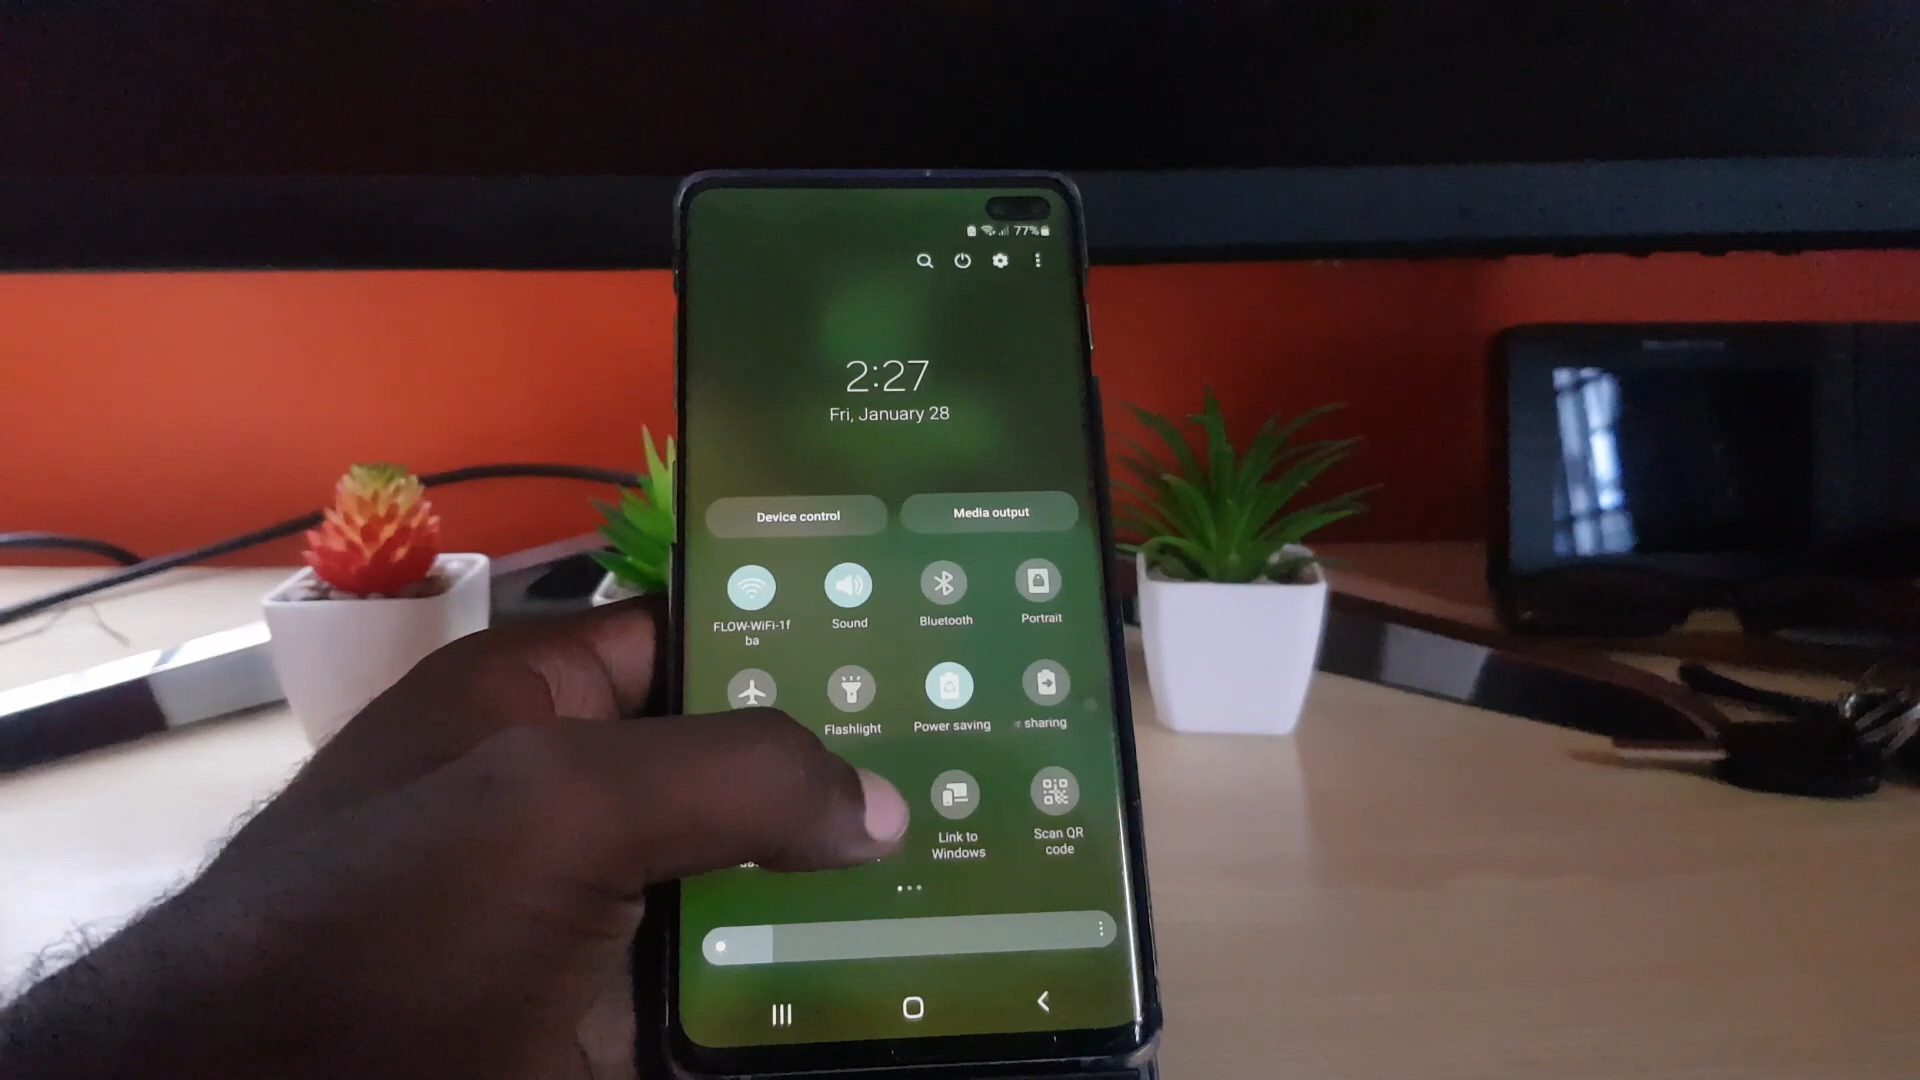 77%
2:27
Fri, January 28
Device control
Media output
FLOW-WiFi-1f
ba
Sound
Bluetooth
Portrait
Flashlight
Power saving
sharing
Link to
Windows
Scan QR
code